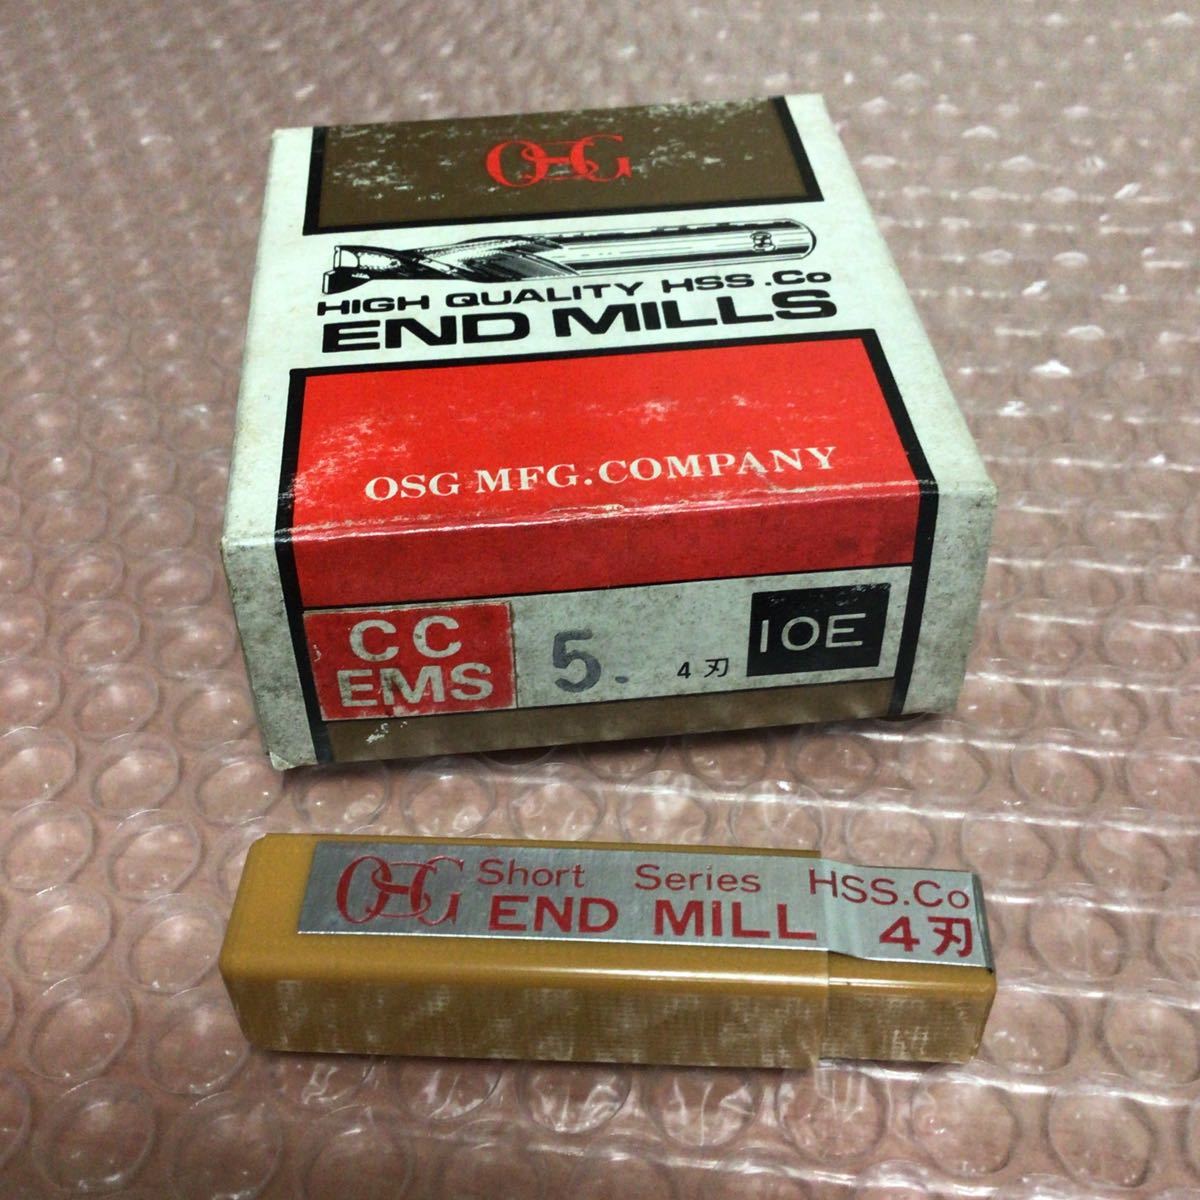 OSG
HIGH QUALITY HSS.Co
END MILLS
OSG MFG.COMPANY
CC
EMS
5.
4刃
10E
OSG Short Series HSS.Co
END MILL 4刃